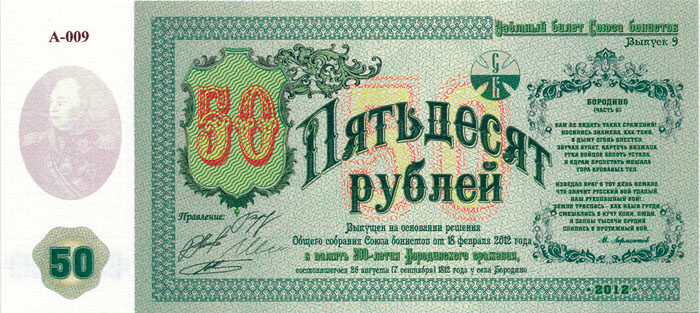 А-009
Заёмный билет Союза бонистов
Выпуск 9
С
К
50
50
Пятьдесят
рублей
БОРОДИНО
(ЧАСТЬ 6)
ВАМ НЕ ВИДАТЬ ТАКИХ СРАЖЕНИЙ!
НОСИЛИСЬ ЗНАМЕНА, КАК ТЕНИ,
В ДЫМУ ОГОНЬ БЛЕСТЕЛ,
ЗВУЧАЛ БУЛАТ, КАРТЕЧЬ ВИЗЖАЛА,
РУКА БОЙЦОВ КОЛОТЬ УСТАЛА,
И ЯДРАМ ПРОЛЕТАТЬ МЕШАЛА
ГОРА КРОВАВЫХ ТЕЛ.
ИЗВЕДАЛ ВРАГ В ТОТ ДЕНЬ НЕМАЛО,
ЧТО ЗНАЧИТ РУССКИЙ БОЙ УДАЛЫЙ,
НАШ РУКОПАШНЫЙ БОЙ!
ЗЕМЛЯ ТРЯСЛАСЬ – КАК НАШИ ГРУДИ,
СМЕШАЛИСЬ В КУЧУ КОНИ, ЛЮДИ,
И ЗАЛПЫ ТЫСЯЧИ ОРУДИЙ
СЛИЛИСЬ В ПРОТЯЖНЫЙ ВОЙ.
М. Лермонтов
Правление:
Выпущен на основании решения
Общего собрания Союза бонистов от 18 февраля 2012 года
в память 200-летия Бородинского сражения,
состоявшегося 26 августа (7 сентября) 1812 года у села Бородино
50
2012